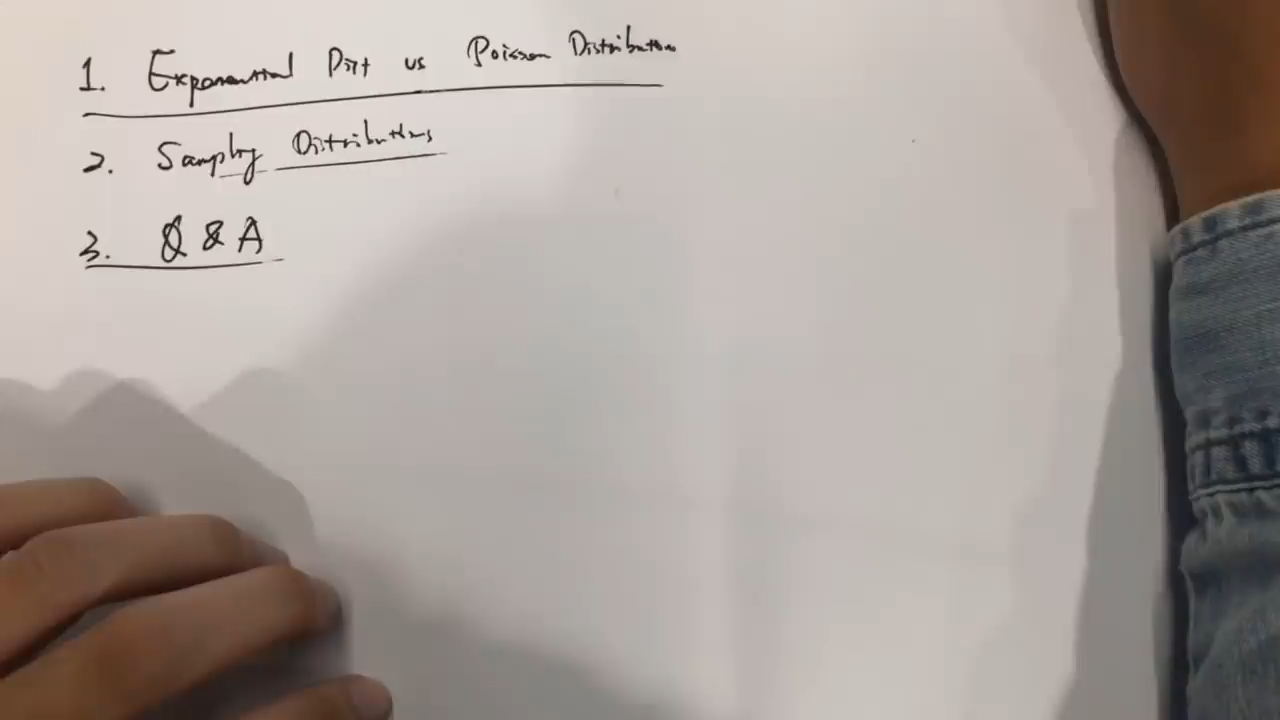 1. Exponential Dist vs Poisson Distribution
2. Sampling Distributions
3. Q & A